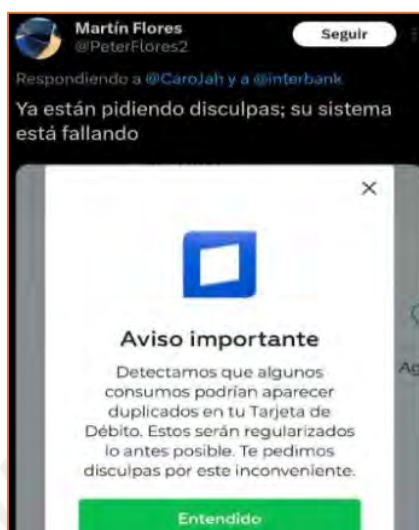 Martín Flores
@PeterFlores2
Seguir
Respondiendo a @CaroJah y a @interbank
Ya están pidiendo disculpas; su sistema
está fallando
Aviso importante
Detectamos que algunos
consumos podrían aparecer
duplicados en tu Tarjeta de
Débito. Estos serán regularizados
lo antes posible. Te pedimos
disculpas por este inconveniente.
Entendido
Ag